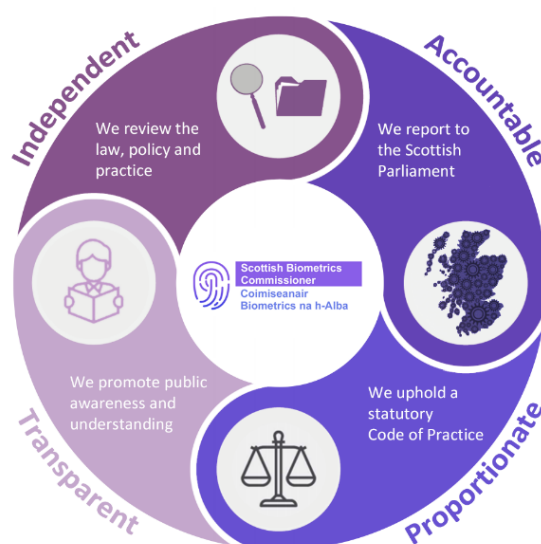 Independent
We review the
law, policy and
practice
Accountable
We report to
the Scottish
Parliament
Scottish Biometrics
Commissioner
Coimiseanair
Biometrics na h-Alba
We promote public
awareness and
understanding
Transparent
We uphold a
statutory
Code of Practice
Proportionate